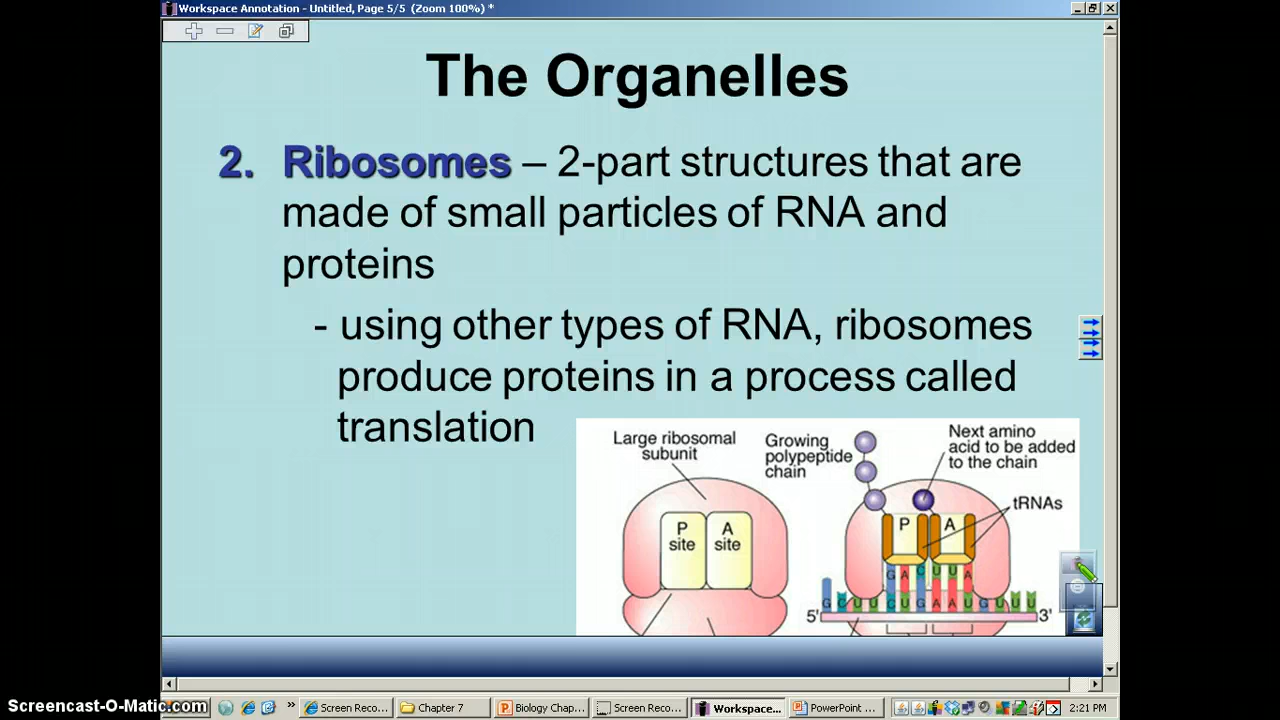 Workspace Annotation - Untitled, Page 5/5 (Zoom 100%) *
The Organelles
2. Ribosomes – 2-part structures that are
made of small particles of RNA and
proteins
- using other types of RNA, ribosomes
produce proteins in a process called
translation
Large ribosomal
subunit
P
site
A
site
Growing
polypeptide
chain
Next amino
acid to be added
to the chain
tRNAs
P
A
G A C U U A
G C U U C U G A A U G U U U
5'
3'
Screencast-O-Matic.com
»
Screen Reco...
Chapter 7
Biology Chap...
Screen Reco...
Workspace...
PowerPoint ...
2:21 PM